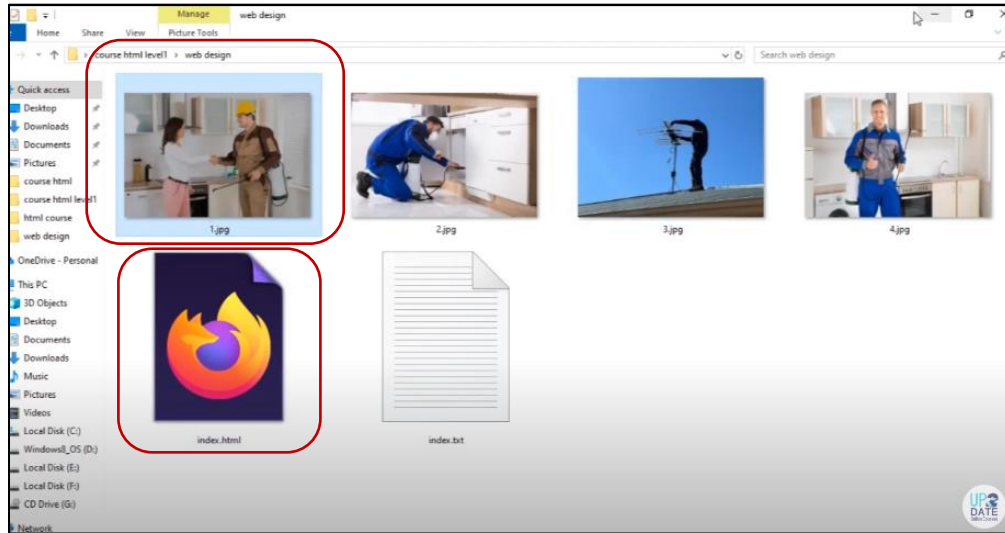 Manage web design
Home Share View Picture Tools
course html level1 › web design
Search web design
Quick access
Desktop
Downloads
Documents
Pictures
course html
course html level1
html course
web design
OneDrive - Personal
This PC
3D Objects
Desktop
Documents
Downloads
Music
Pictures
Videos
Local Disk (C:)
Windows8_OS (D:)
Local Disk (E:)
Local Disk (F:)
CD Drive (G:)
Network
1.jpg 2.jpg 3.jpg 4.jpg
index.html index.txt
UP2
DATE